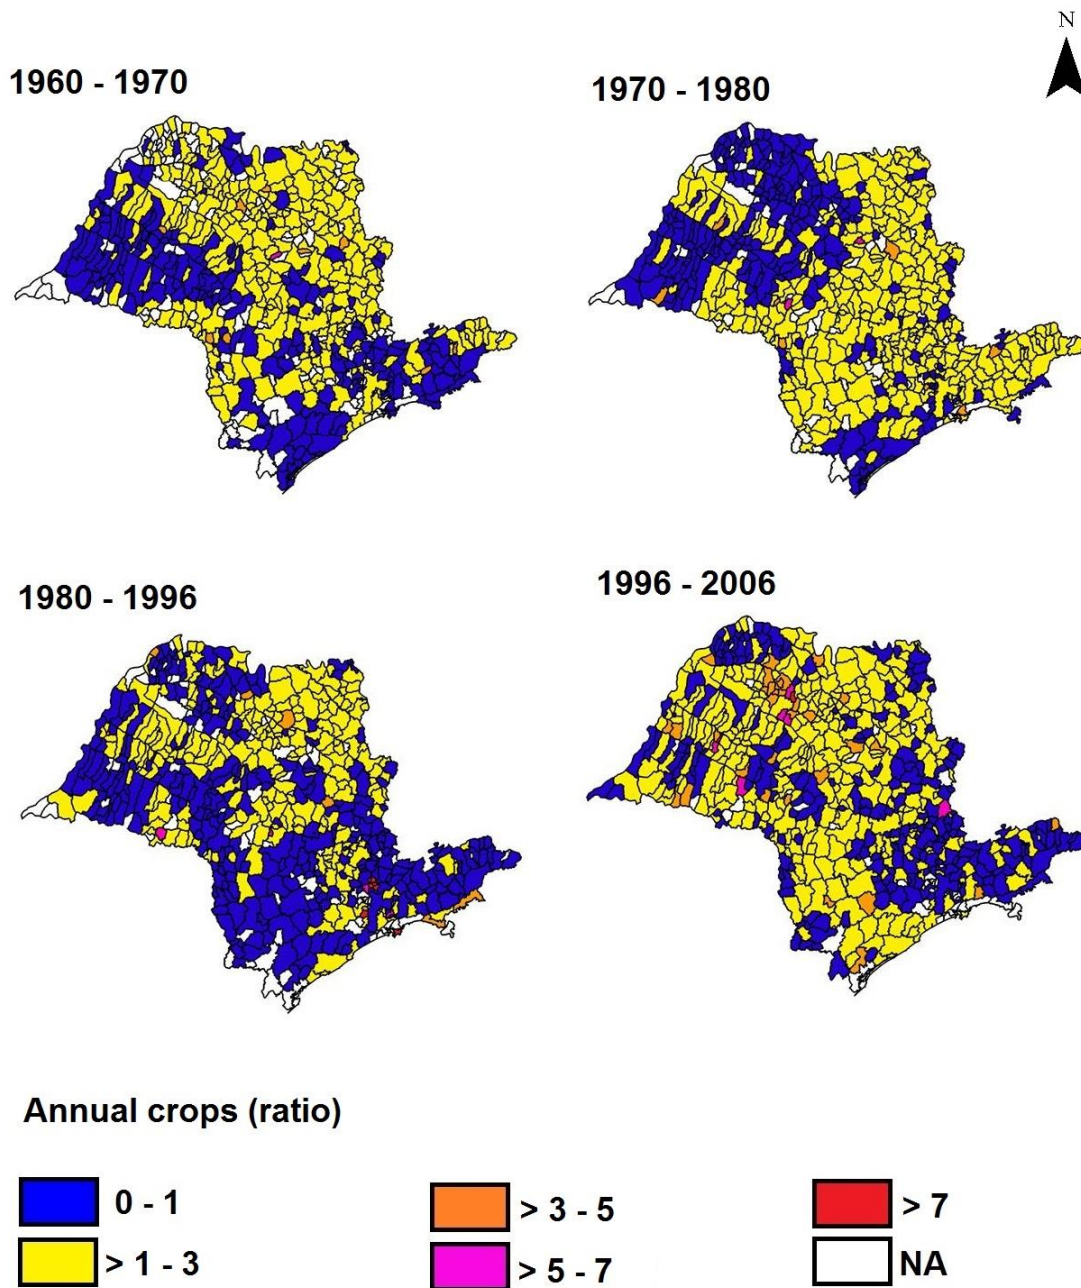 N
1960 - 1970
1970 - 1980
1980 - 1996
1996 - 2006
Annual crops (ratio)
0 - 1
> 3 - 5
> 7
> 1 - 3
> 5 - 7
NA